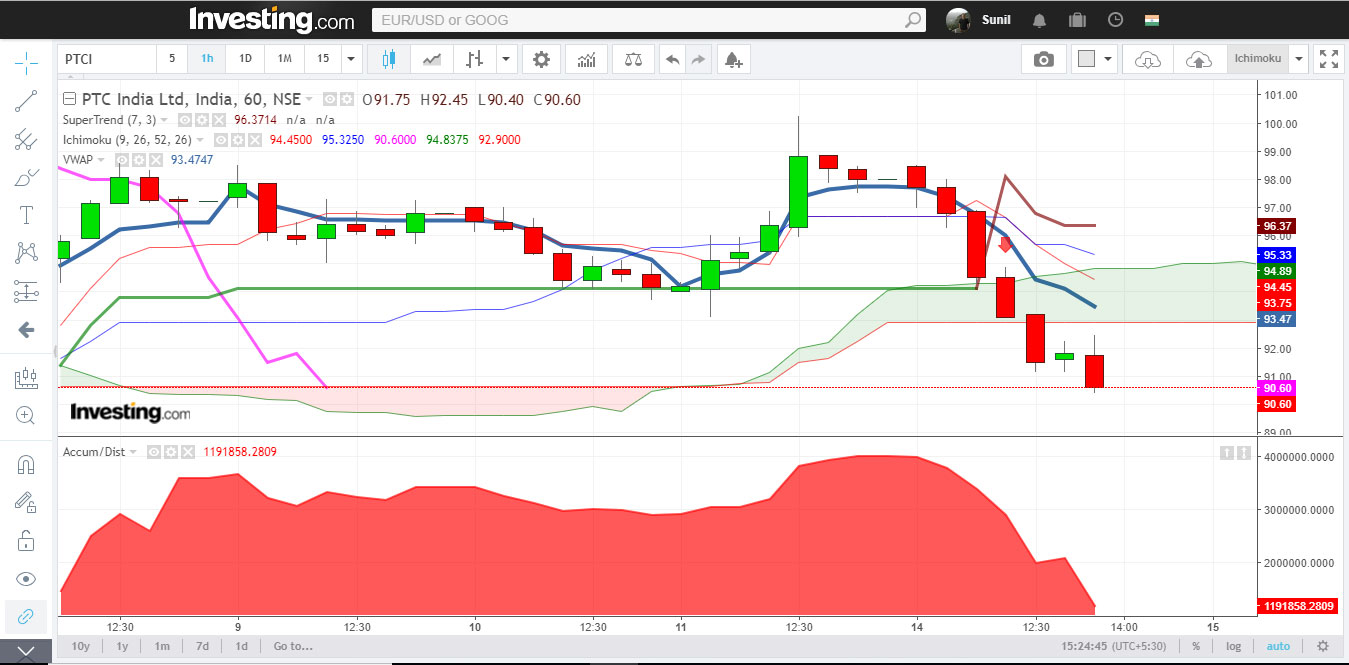 Investing.com EUR/USD or GOOG Sunil
PTCI 5 1h 1D 1M 15 Ichimoku
PTC India Ltd, India, 60, NSE O91.75 H92.45 L90.40 C90.60
SuperTrend (7, 3) 96.3714 n/a n/a
Ichimoku (9, 26, 52, 26) 94.4500 95.3250 90.6000 94.8375 92.9000
VWAP 93.4747
101.00
100.00
99.00
98.00
97.00
96.37
96.00
95.33
94.89
94.45
93.75
93.47
92.00
91.00
90.60
90.60
89.00
Investing.com
Accum/Dist 1191858.2809
4000000.0000
3000000.0000
2000000.0000
1191858.2809
12:30 9 12:30 10 12:30 11 12:30 14 12:30 14:00 15
10y 1y 1m 7d 1d Go to... 15:24:45 (UTC+5:30) % log auto